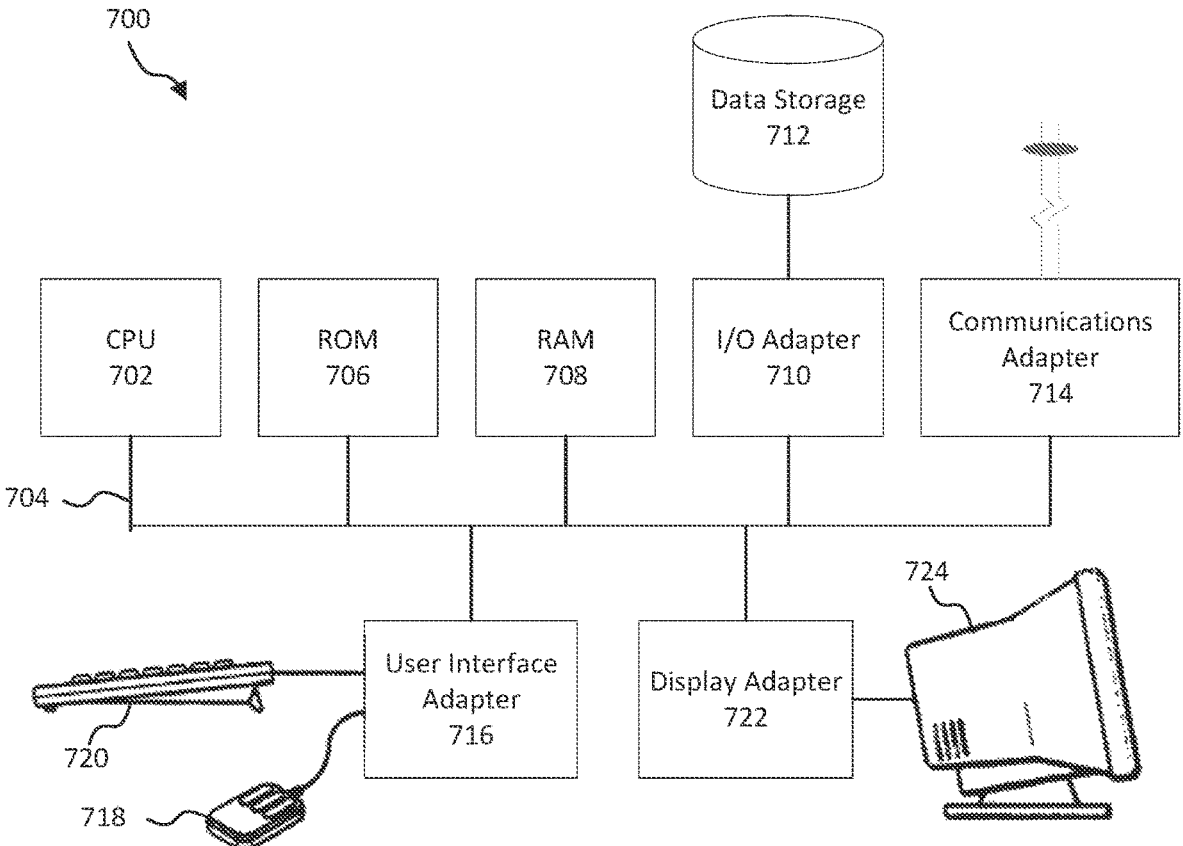 700
Data Storage
712
CPU
702
ROM
706
RAM
708
I/O Adapter
710
Communications
Adapter
714
704
724
User Interface
Adapter
716
Display Adapter
722
720
718